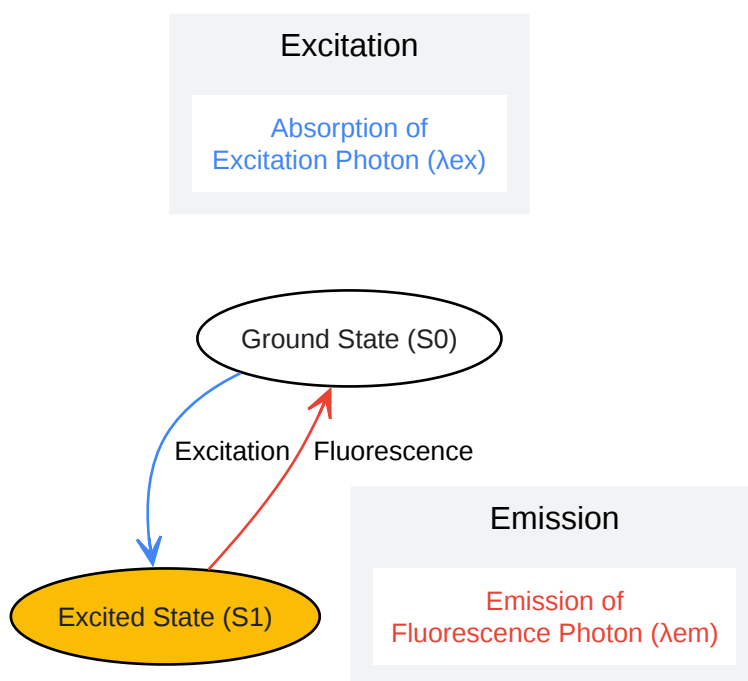 Excitation
Absorption of
Excitation Photon (λex)
Ground State (S0)
Excitation
Fluorescence
Emission
Excited State (S1)
Emission of
Fluorescence Photon (λem)